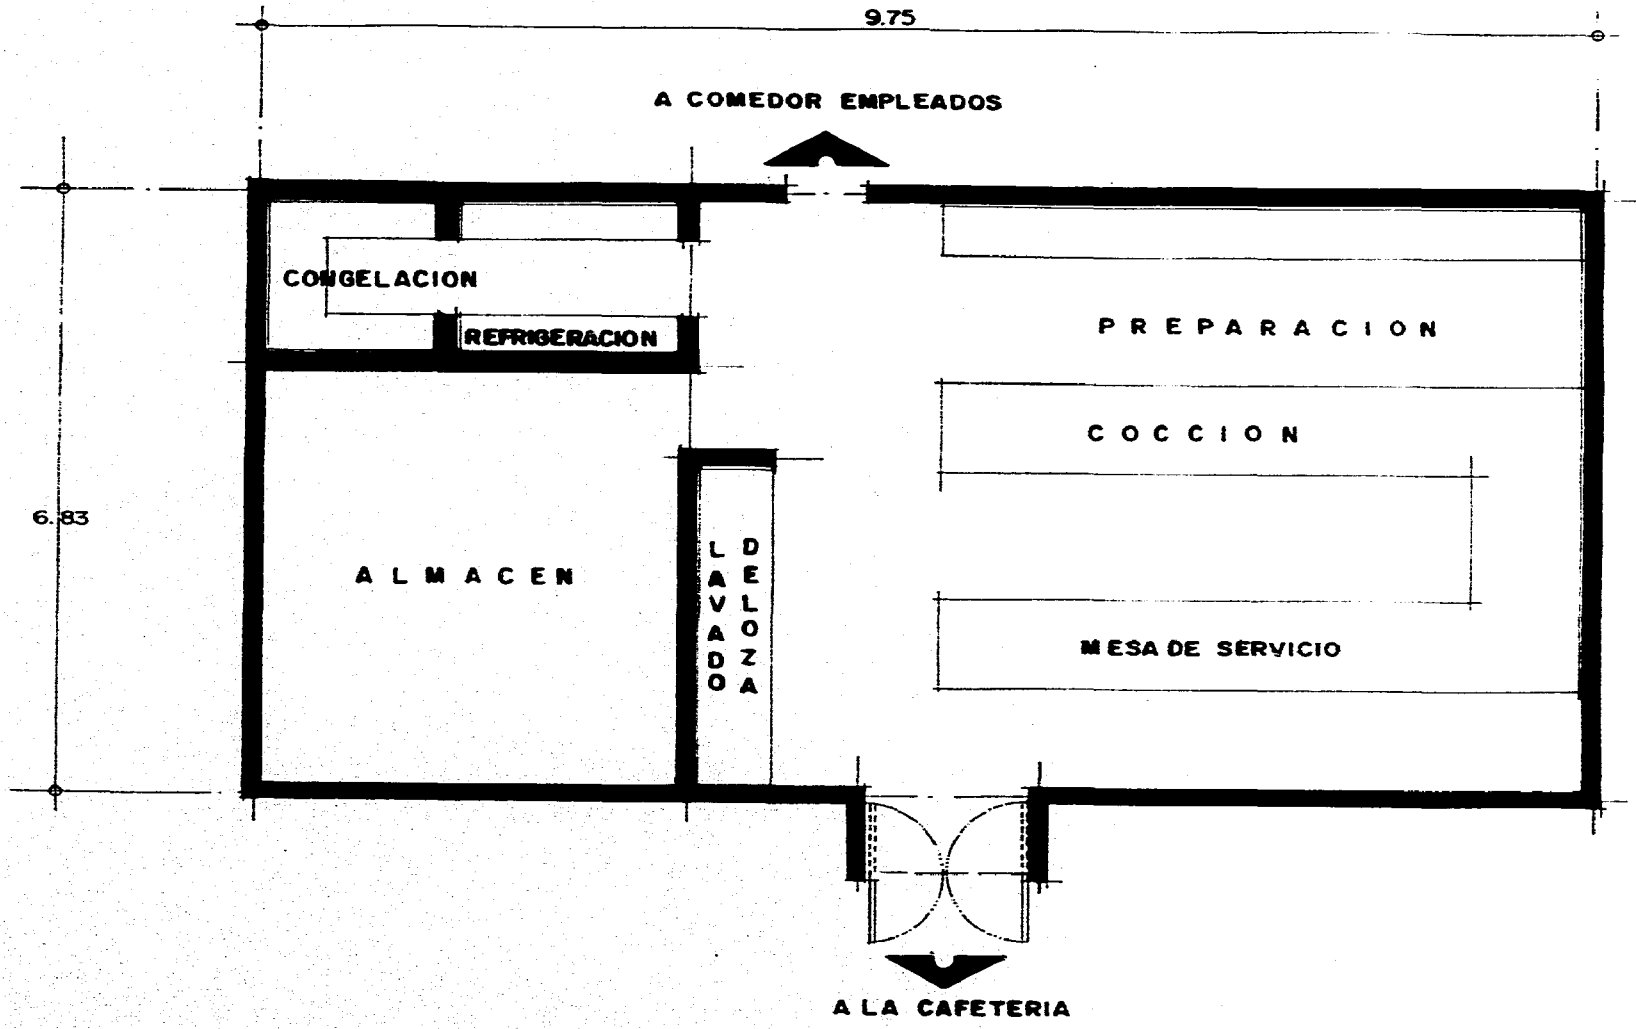 9.75
A COMEDOR EMPLEADOS
CONGELACION
REFRIGERACION
PREPARACION
COCCION
6.83
ALMACEN
LAVADO
DE LOZA
MESA DE SERVICIO
A LA CAFETERIA